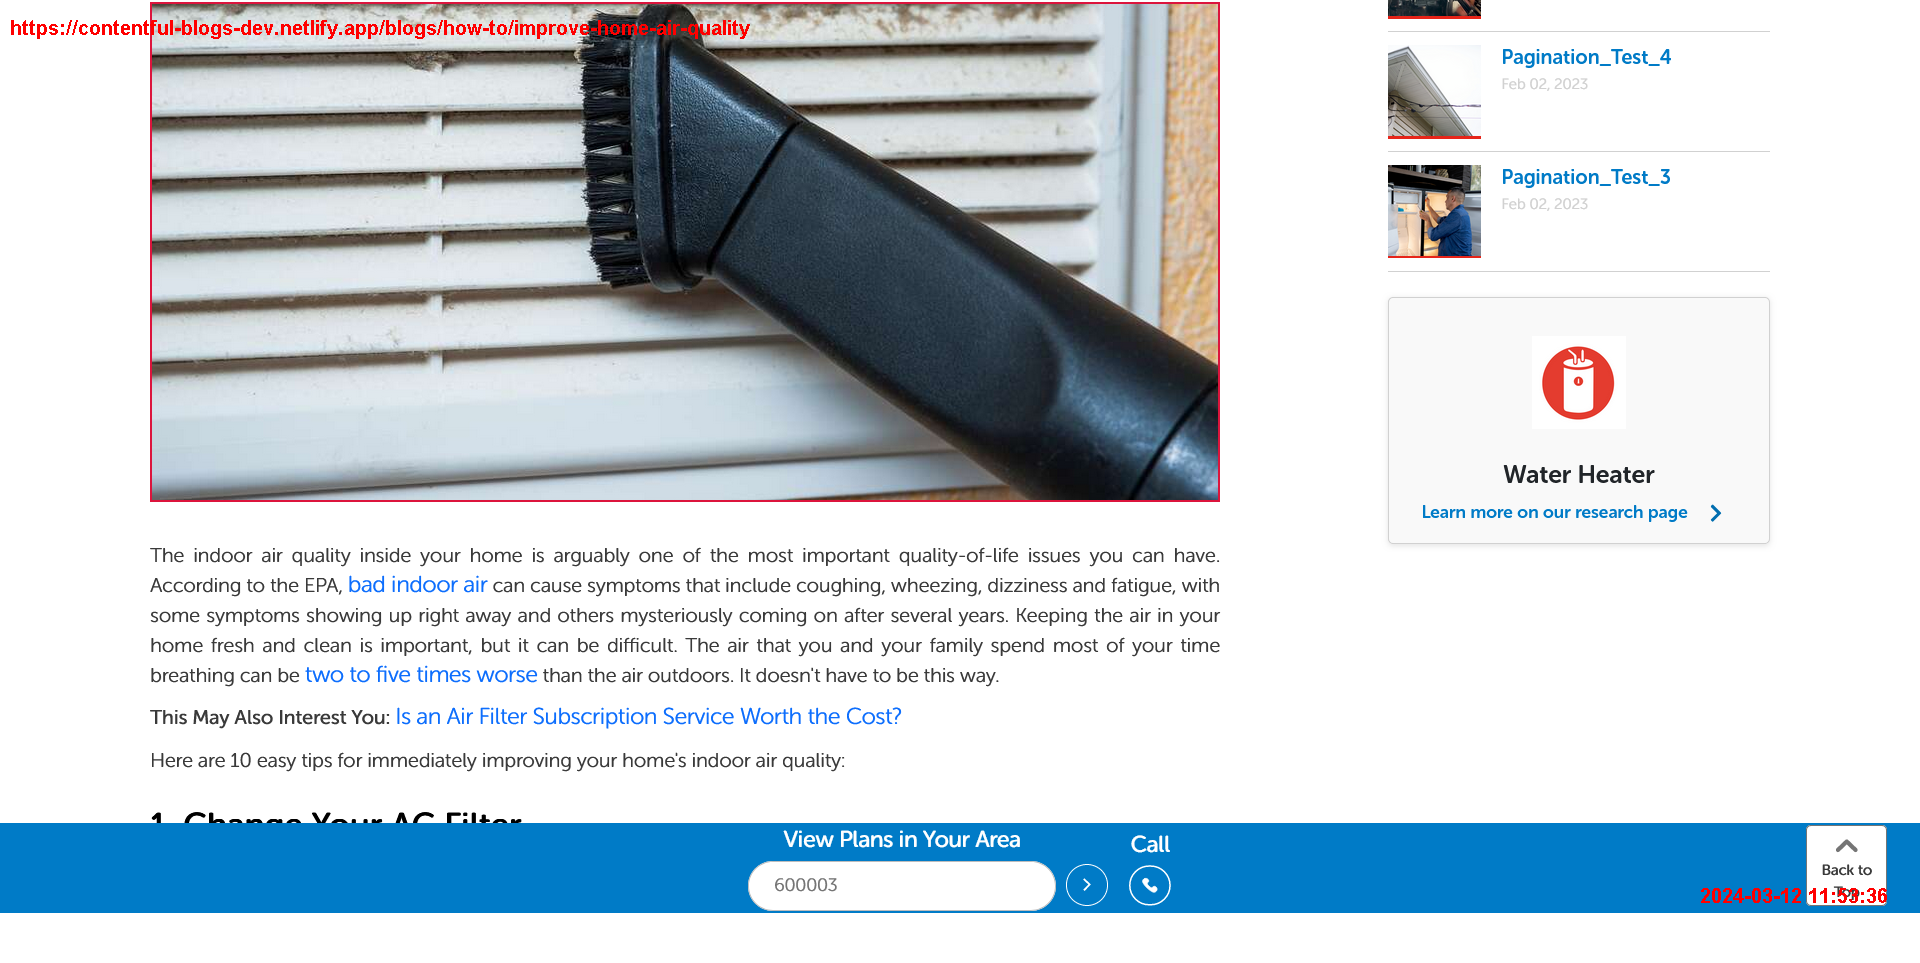 https://contentful-blogs-dev.netlify.app/blogs/how-to/improve-home-air-quality
Pagination_Test_4
Feb 02, 2023
Pagination_Test_3
Feb 02, 2023
Water Heater
Learn more on our research page
The indoor air quality inside your home is arguably one of the most important quality-of-life issues you can have.
According to the EPA, bad indoor air can cause symptoms that include coughing, wheezing, dizziness and fatigue, with
some symptoms showing up right away and others mysteriously coming on after several years. Keeping the air in your
home fresh and clean is important, but it can be difficult. The air that you and your family spend most of your time
breathing can be two to five times worse than the air outdoors. It doesn't have to be this way.
This May Also Interest You: Is an Air Filter Subscription Service Worth the Cost?
Here are 10 easy tips for immediately improving your home's indoor air quality:
1. Change Your AC Filter
View Plans in Your Area
600003
Call
Back to
Top
2024-03-12 11:53:36